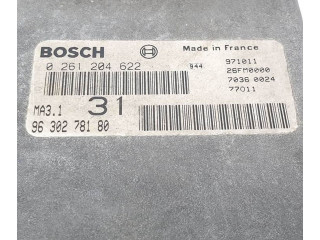 BOSCH Made in France
0 261 204 622 944 971011
26FM0000
7036 0024
77011
MA3.1 31
96 302 781 80